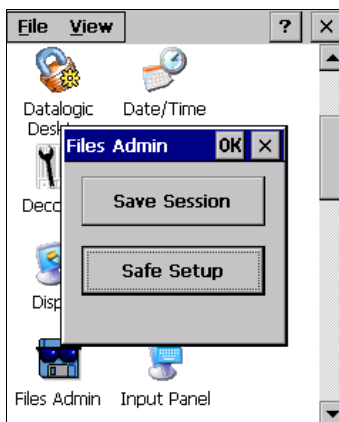 File View ? ×
Datalogic Date/Time
Files Admin OK ×
Save Session
Safe Setup
Files Admin Input Panel